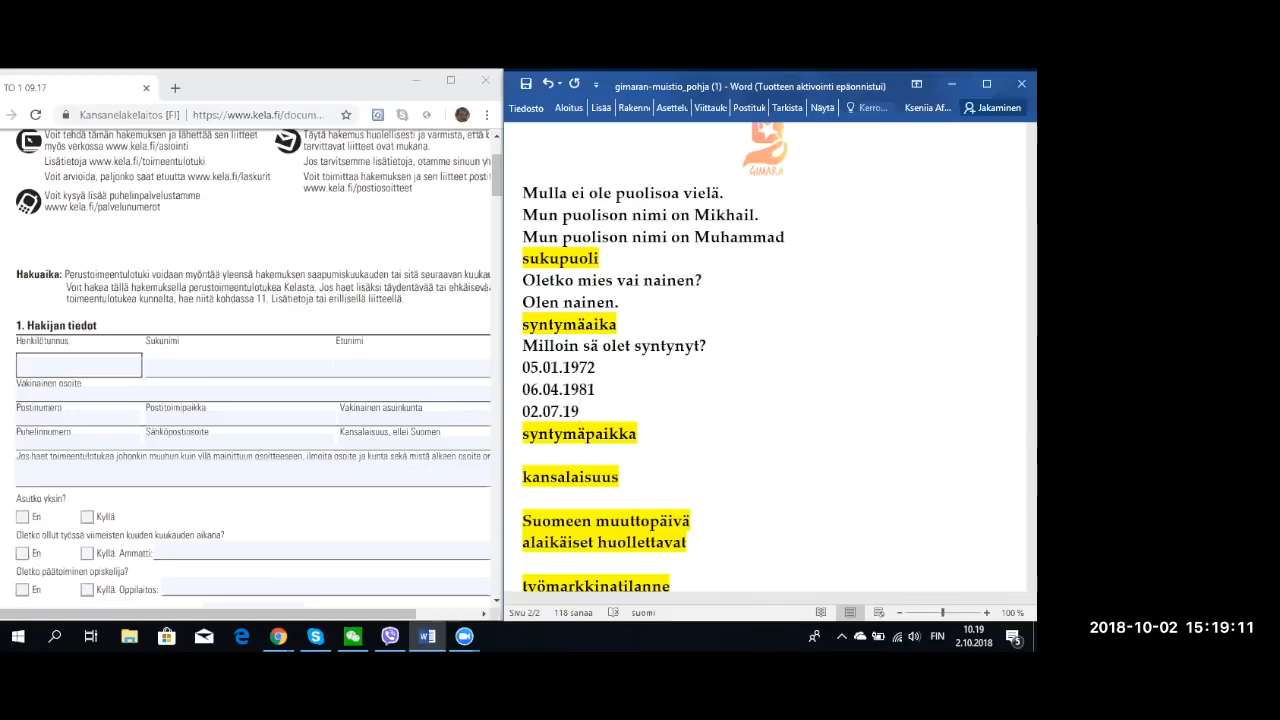 TO 1 09.17
Kansanelakelaitos [FI]
https://www.kela.fi/docum...
Voit tehdä tämän hakemuksen ja lähettää sen liitteet
myös verkossa www.kela.fi/asiointi
Lisätietoja www.kela.fi/toimeentulotuki
Voit arvioida, paljonko saat etuutta www.kela.fi/laskurit
Voit kysyä lisää puhelinpalvelustamme
www.kela.fi/palvelunumerot
Täytä hakemus huolellisesti ja varmista, että k
tarvittavat liitteet ovat mukana.
Jos tarvitsemme lisätietoja, otamme sinuun yh
Voit toimittaa hakemuksen ja sen liitteet posti
www.kela.fi/postiosoitteet
Hakuaika: Perustoimeentulotuki voidaan myöntää yleensä hakemuksen saapumiskuukauden tai sitä seuraavan kuukau
Voit hakea tällä hakemuksella perustoimeentulotukea Kelasta. Jos haet lisäksi täydentävää tai ehkäisevää
toimeentulotukea kunnalta, hae niitä kohdassa 11. Lisätietoja tai erillisellä liitteellä.
1. Hakijan tiedot
Henkilötunnus Sukunimi Etunimi
Vakinainen osoite
Postinumero Postitoimipaikka Vakinainen asuinkunta
Puhelinnumero Sähköpostiosoite Kansalaisuus, ellei Suomen
Jos haet toimeentulotukea johonkin muuhun kuin yllä mainittuun osoitteeseen, ilmoita osoite ja kunta sekä mistä alkaen osoite on
Asutko yksin?
En Kyllä
Oletko ollut työssä viimeisten kuuden kuukauden aikana?
En Kyllä. Ammatti:
Oletko päätoiminen opiskelija?
En Kyllä. Oppilaitos:
gimaran-muistio_pohja (1) - Word (Tuotteen aktivointi epäonnistui)
Tiedosto Aloitus Lisää Rakenne Asettelu Viittauk Postituk Tarkista Näytä Kerro... Kseniia Af... Jakaminen
GIMARA
Mulla ei ole puolisoa vielä.
Mun puolison nimi on Mikhail.
Mun puolison nimi on Muhammad
sukupuoli
Oletko mies vai nainen?
Olen nainen.
syntymäaika
Milloin sä olet syntynyt?
05.01.1972
06.04.1981
02.07.19
syntymäpaikka
kansalaisuus
Suomeen muuttopäivä
alaikäiset huollettavat
työmarkkinatilanne
Sivu 2/2 118 sanaa suomi 100 %
FIN
10.19
2.10.2018
5
2018-10-02 15:19:11